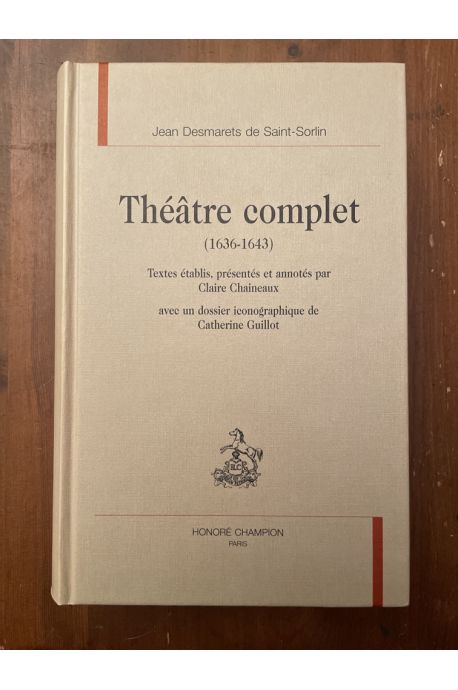 Jean Desmarets de Saint-Sorlin
Théâtre complet
(1636-1643)
Textes établis, présentés et annotés par
Claire Chaineaux
avec un dossier iconographique de
Catherine Guillot
HONORÉ CHAMPION
PARIS